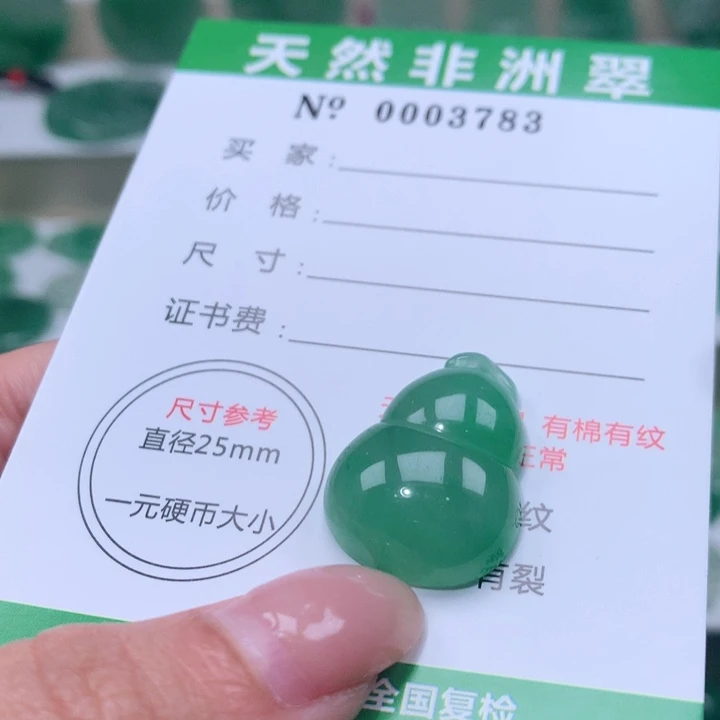 天然非洲翠
Nº 0003783
买 家：
价 格：
尺 寸：
证书费：
尺寸参考
直径25mm
一元硬币大小
有棉有纹
正常
纹
有裂
全国复检